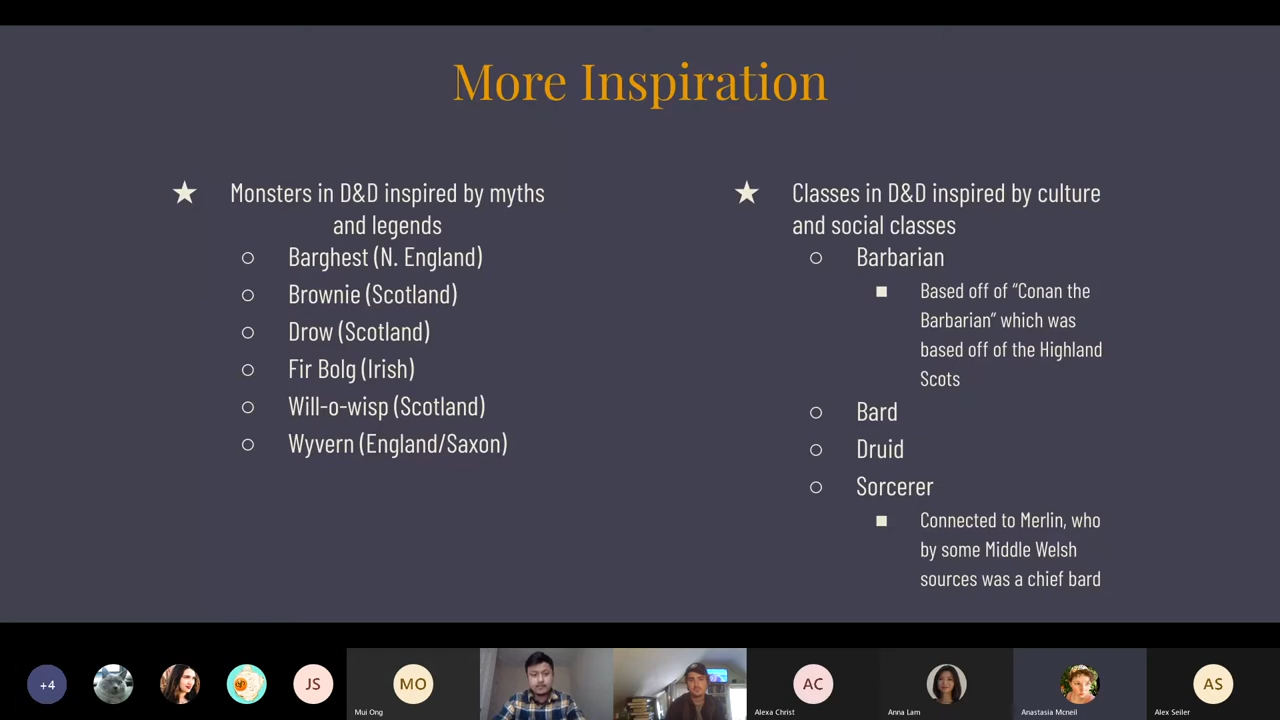 More Inspiration
★ Monsters in D&D inspired by myths
and legends
○ Barghest (N. England)
○ Brownie (Scotland)
○ Drow (Scotland)
○ Fir Bolg (Irish)
○ Will-o-wisp (Scotland)
○ Wyvern (England/Saxon)
★ Classes in D&D inspired by culture
and social classes
○ Barbarian
■ Based off of “Conan the
Barbarian” which was
based off of the Highland
Scots
○ Bard
○ Druid
○ Sorcerer
■ Connected to Merlin, who
by some Middle Welsh
sources was a chief bard
+4
JS
MO
Mui Ong
AC
Alexa Christ
Anna Lam
Anastasia Mcneil
AS
Alex Seiler